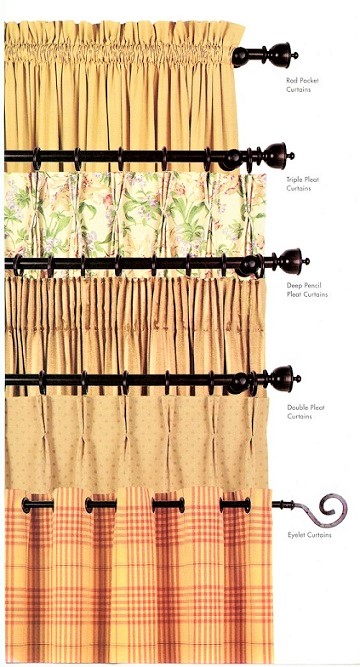 Rod Pocket
Curtains
Triple Pleat
Curtains
Deep Pencil
Pleat Curtains
Double Pleat
Curtains
Eyelet Curtains